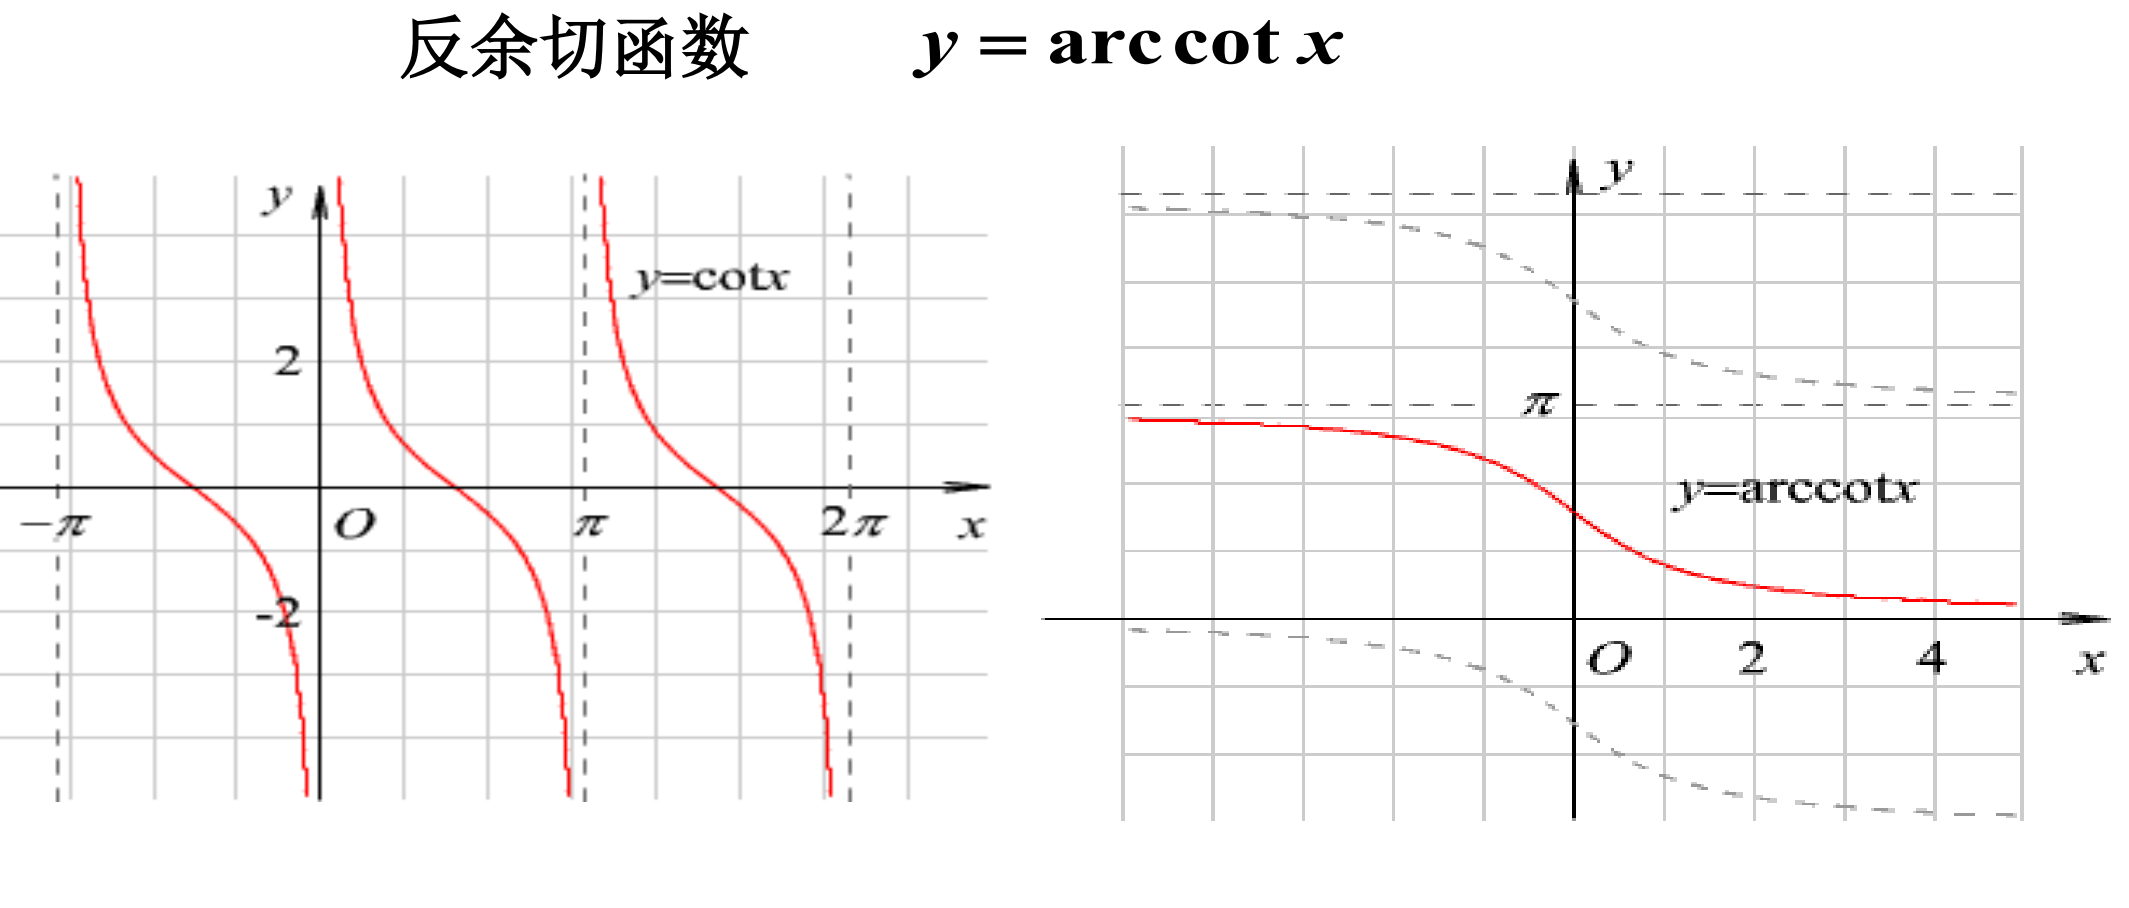 反余切函数 y = arc cot x
y
y=cotx
2
−π O π 2π x
-2
y
π
y=arccotx
O 2 4 x